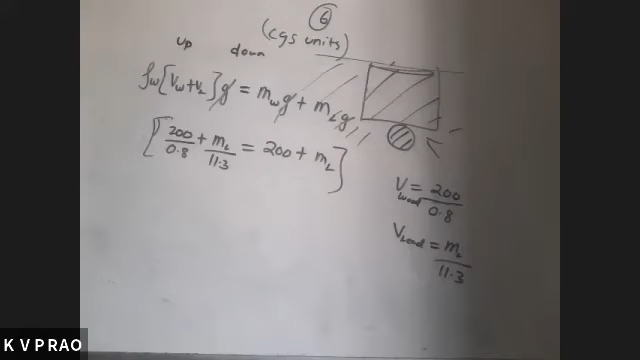 6
(cgs units)
up down
ρw[Vw+VL]g = mwg + mLg
[200/0.8 + mL/11.3 = 200 + mL]
Vwood = 200/0.8
VLead = mL/11.3
K V P RAO